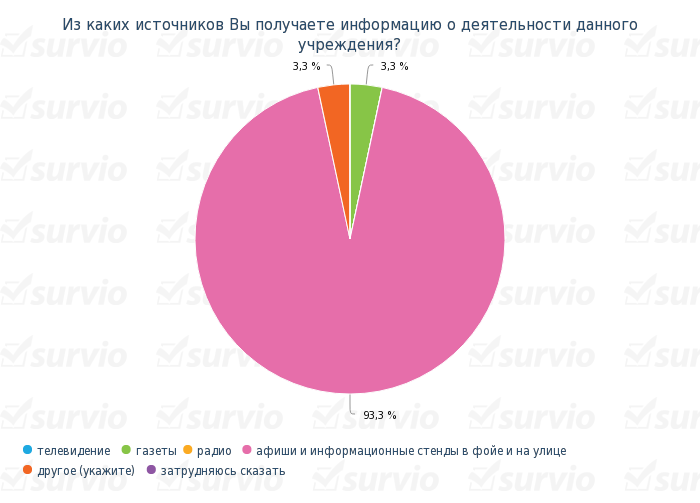 Из каких источников Вы получаете информацию о деятельности данного
учреждения?
3,3 %
3,3 %
93,3 %
телевидение
газеты
радио
афиши и информационные стенды в фойе и на улице
другое (укажите)
затрудняюсь сказать
survio